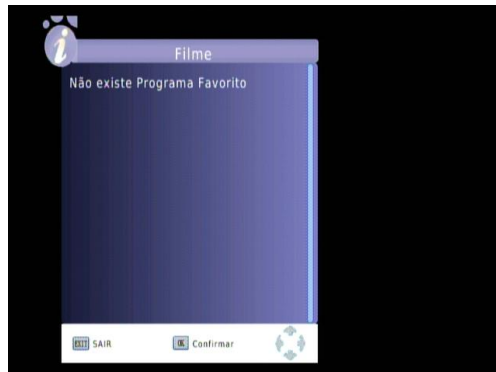 i
Filme
Não existe Programa Favorito
EXIT SAIR
OK Confirmar